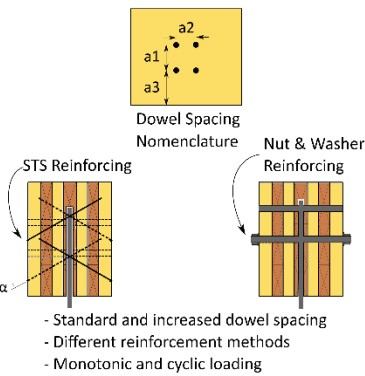 a2
a1
a3
Dowel Spacing
Nomenclature
STS Reinforcing
Nut & Washer
Reinforcing
α
- Standard and increased dowel spacing
- Different reinforcement methods
- Monotonic and cyclic loading